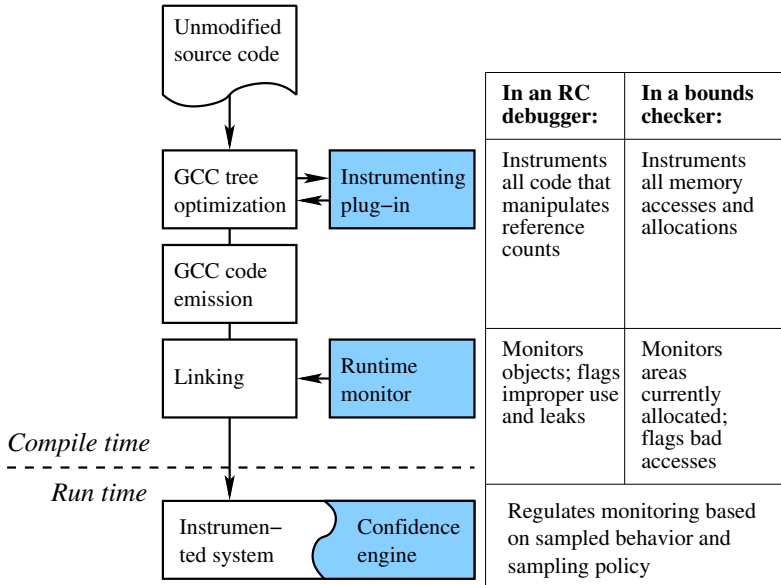 Unmodified
source code
In an RC
debugger:
In a bounds
checker:
GCC tree
optimization
Instrumenting
plug−in
Instruments
all code that
manipulates
reference
counts
Instruments
all memory
accesses and
allocations
GCC code
emission
Linking
Runtime
monitor
Monitors
objects; flags
improper use
and leaks
Monitors
areas
currently
allocated;
flags bad
accesses
Compile time
Run time
Instrumen−
ted system
Confidence
engine
Regulates monitoring based
on sampled behavior and
sampling policy